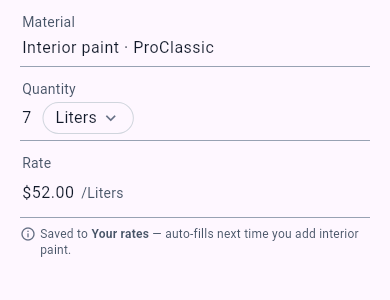 Material
Interior paint · ProClassic
Quantity
7 Liters
Rate
$52.00 /Liters
Saved to Your rates — auto-fills next time you add interior
paint.